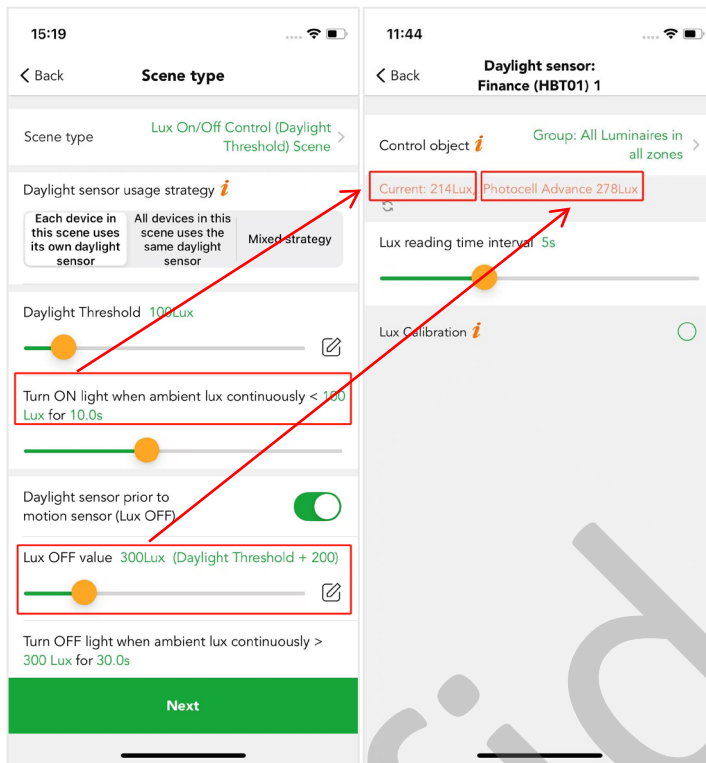 15:19
Back
Scene type
Scene type
Lux On/Off Control (Daylight
Threshold) Scene
Daylight sensor usage strategy i
Each device in
this scene uses
its own daylight
sensor
All devices in this
scene uses the
same daylight
sensor
Mixed strategy
Daylight Threshold 100Lux
Turn ON light when ambient lux continuously < 100
Lux for 10.0s
Daylight sensor prior to
motion sensor (Lux OFF)
Lux OFF value 300Lux (Daylight Threshold + 200)
Turn OFF light when ambient lux continuously >
300 Lux for 30.0s
Next
11:44
Back
Daylight sensor:
Finance (HBT01) 1
Control object i
Group: All Luminaires in
all zones
Current: 214Lux, Photocell Advance 278Lux
Lux reading time interval 5s
Lux Calibration i